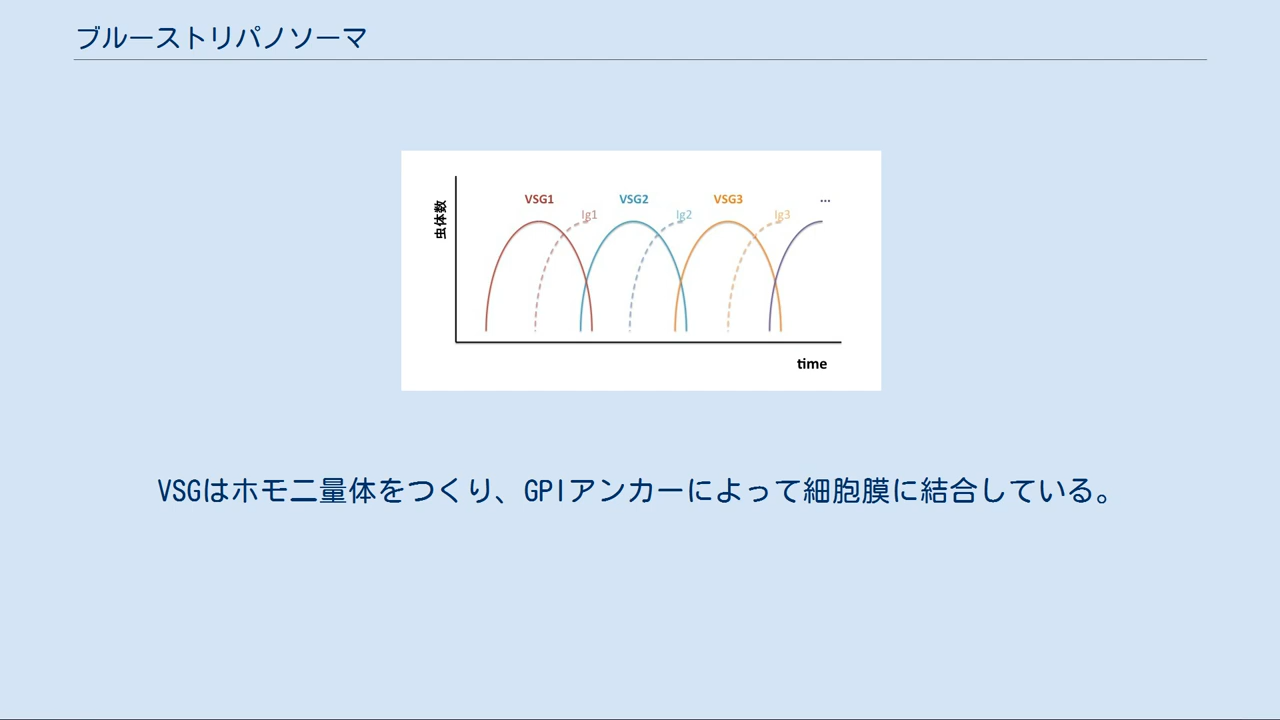 ブルーストリパノソーマ
VSG1
VSG2
VSG3
...
Ig1
Ig2
Ig3
虫体数
time
VSGはホモ二量体をつくり、GPIアンカーによって細胞膜に結合している。